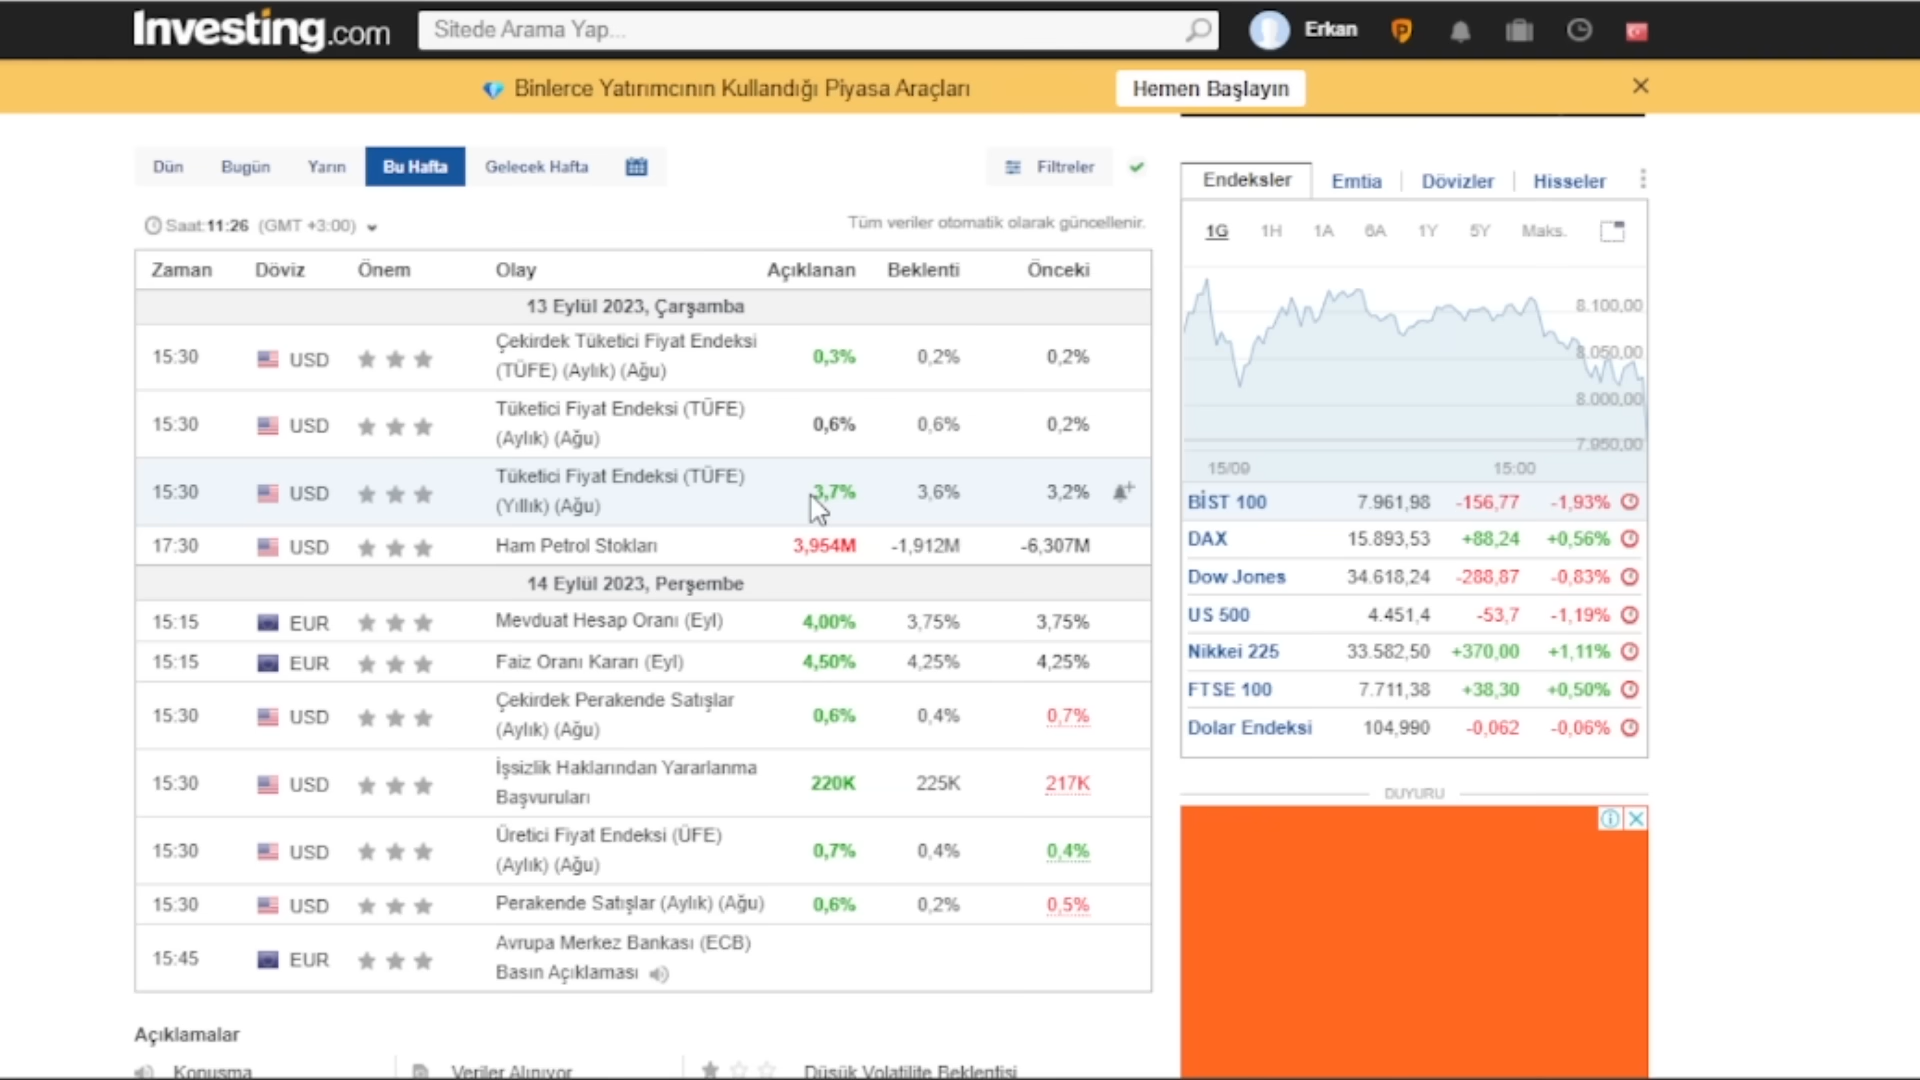 Investing.com
Sitede Arama Yap...
Erkan
Binlerce Yatırımcının Kullandığı Piyasa Araçları
Hemen Başlayın
Dün Bugün Yarın Bu Hafta Gelecek Hafta
Filtreler
Saat:11:26 (GMT +3:00)
Tüm veriler otomatik olarak güncellenir.
Zaman Döviz Önem Olay Açıklanan Beklenti Önceki
13 Eylül 2023, Çarşamba
15:30 USD Çekirdek Tüketici Fiyat Endeksi
(TÜFE) (Aylık) (Ağu) 0,3% 0,2% 0,2%
15:30 USD Tüketici Fiyat Endeksi (TÜFE)
(Aylık) (Ağu) 0,6% 0,6% 0,2%
15:30 USD Tüketici Fiyat Endeksi (TÜFE)
(Yıllık) (Ağu) 3,7% 3,6% 3,2%
17:30 USD Ham Petrol Stokları 3,954M -1,912M -6,307M
14 Eylül 2023, Perşembe
15:15 EUR Mevduat Hesap Oranı (Eyl) 4,00% 3,75% 3,75%
15:15 EUR Faiz Oranı Kararı (Eyl) 4,50% 4,25% 4,25%
15:30 USD Çekirdek Perakende Satışlar
(Aylık) (Ağu) 0,6% 0,4% 0,7%
15:30 USD İşsizlik Haklarından Yararlanma
Başvuruları 220K 225K 217K
15:30 USD Üretici Fiyat Endeksi (ÜFE)
(Aylık) (Ağu) 0,7% 0,4% 0,4%
15:30 USD Perakende Satışlar (Aylık) (Ağu) 0,6% 0,2% 0,5%
15:45 EUR Avrupa Merkez Bankası (ECB)
Basın Açıklaması
Açıklamalar
Konuşma Veriler Alınıyor Düşük Volatilite Beklentisi
Endeksler Emtia Dövizler Hisseler
1G 1H 1A 6A 1Y 5Y Maks.
8.100,00
8.050,00
8.000,00
7.950,00
15/09 15:00
BİST 100 7.961,98 -156,77 -1,93%
DAX 15.893,53 +88,24 +0,56%
Dow Jones 34.618,24 -288,87 -0,83%
US 500 4.451,4 -53,7 -1,19%
Nikkei 225 33.582,50 +370,00 +1,11%
FTSE 100 7.711,38 +38,30 +0,50%
Dolar Endeksi 104,990 -0,062 -0,06%
DUYURU